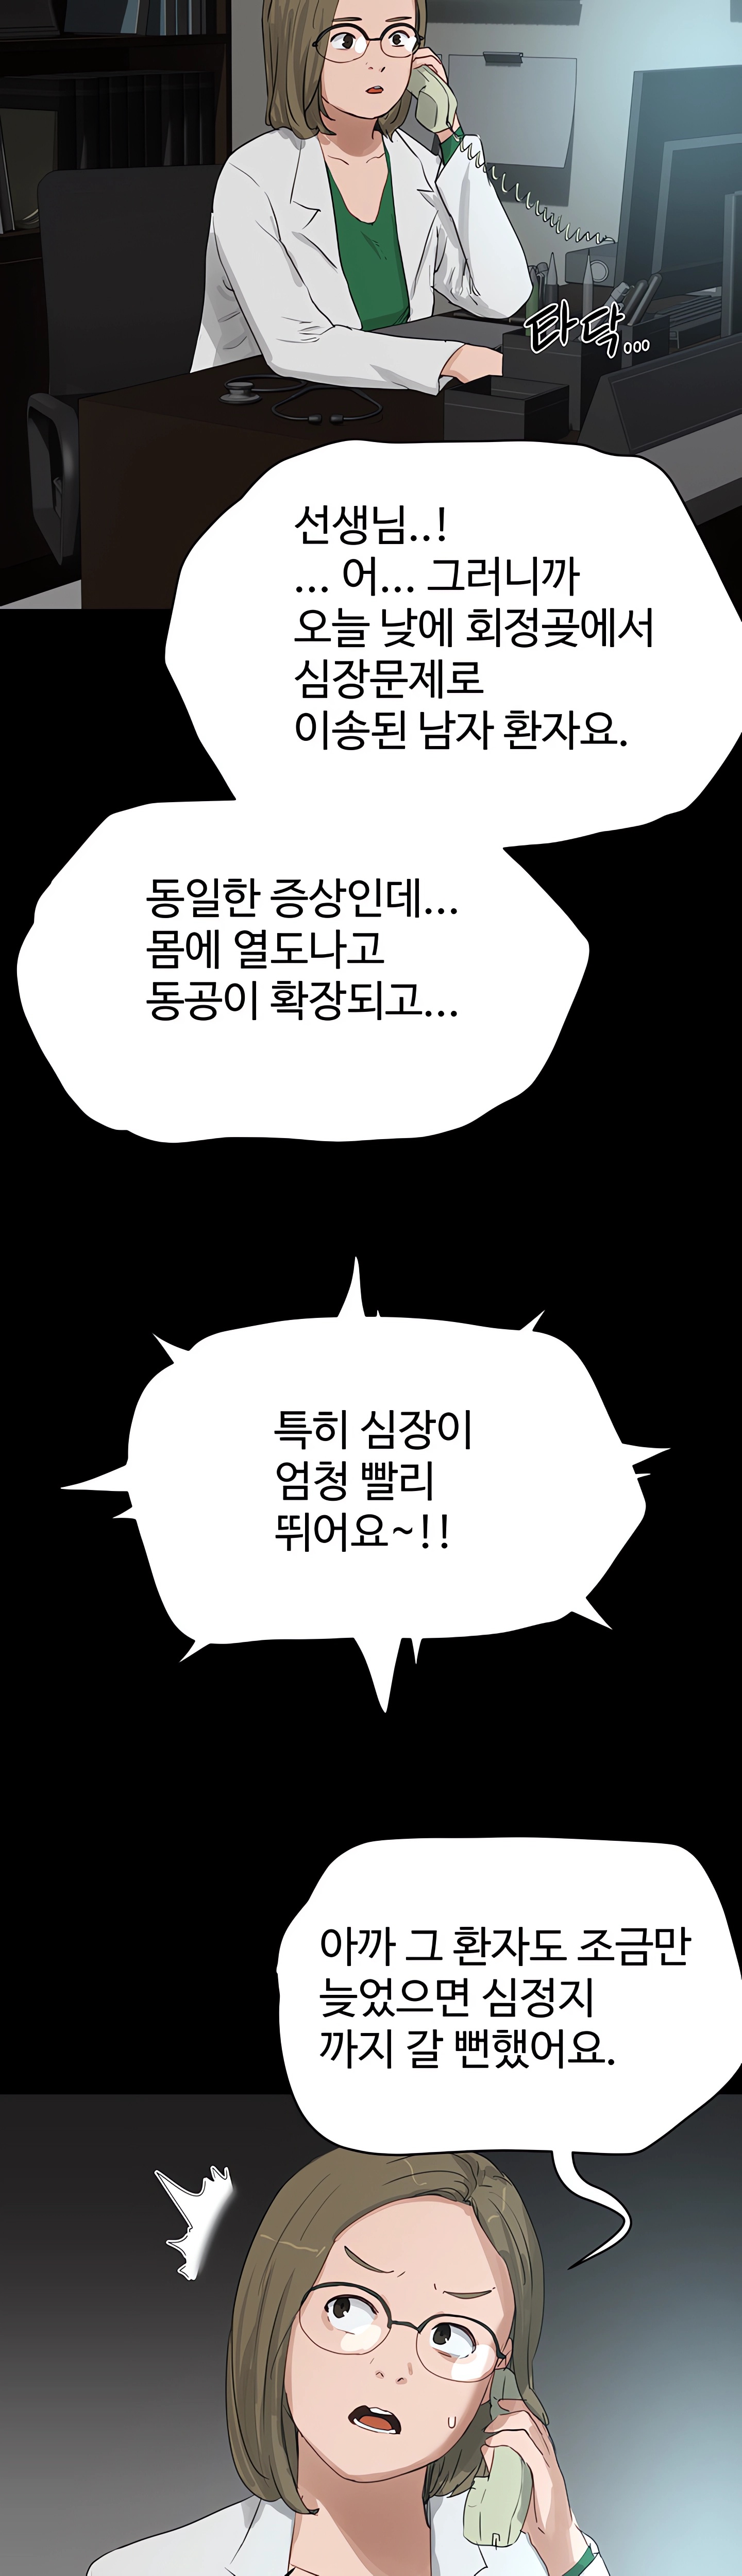 타닥...
선생님..!
... 어... 그러니까
오늘 낮에 회정곶에서
심장문제로
이송된 남자 환자요.
동일한 증상인데...
몸에 열도나고
동공이 확장되고...
특히 심장이
엄청 빨리
뛰어요~!!
아까 그 환자도 조금만
늦었으면 심정지
까지 갈 뻔했어요.